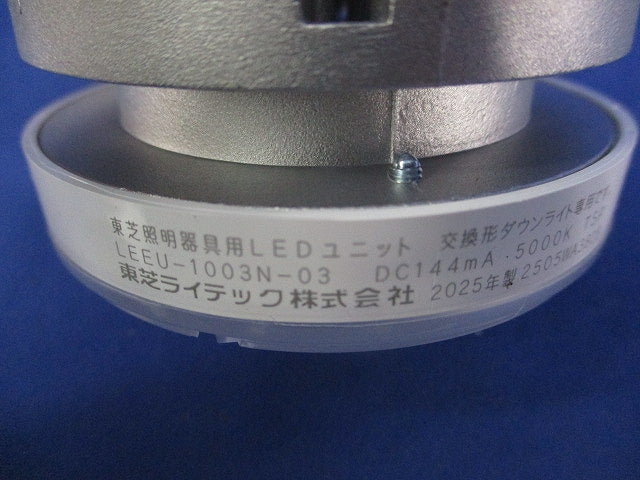 東芝照明器具用LEDユニット 交換形ダウンライト専用です
LEEU-1003N-03 DC144mA・5000K
東芝ライテック株式会社 2025年製